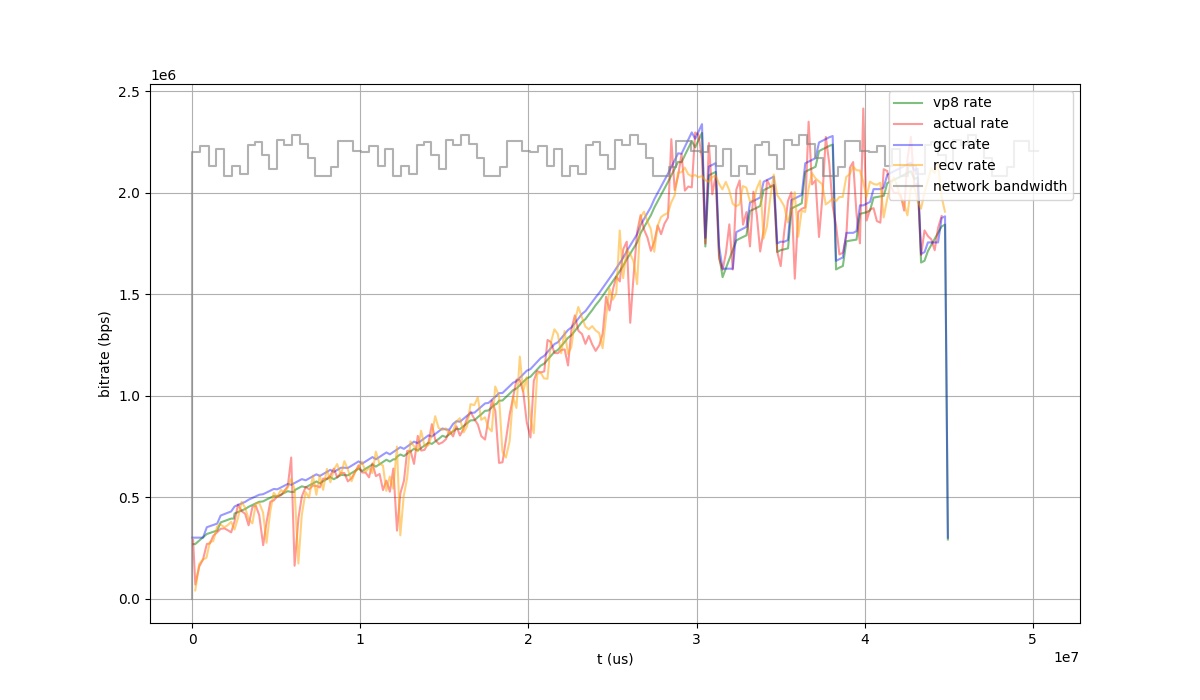 1e6
2.5
2.0
1.5
1.0
0.5
0.0
bitrate (bps)
vp8 rate
actual rate
gcc rate
recv rate
network bandwidth
0
1
2
3
4
5
t (us)
1e7